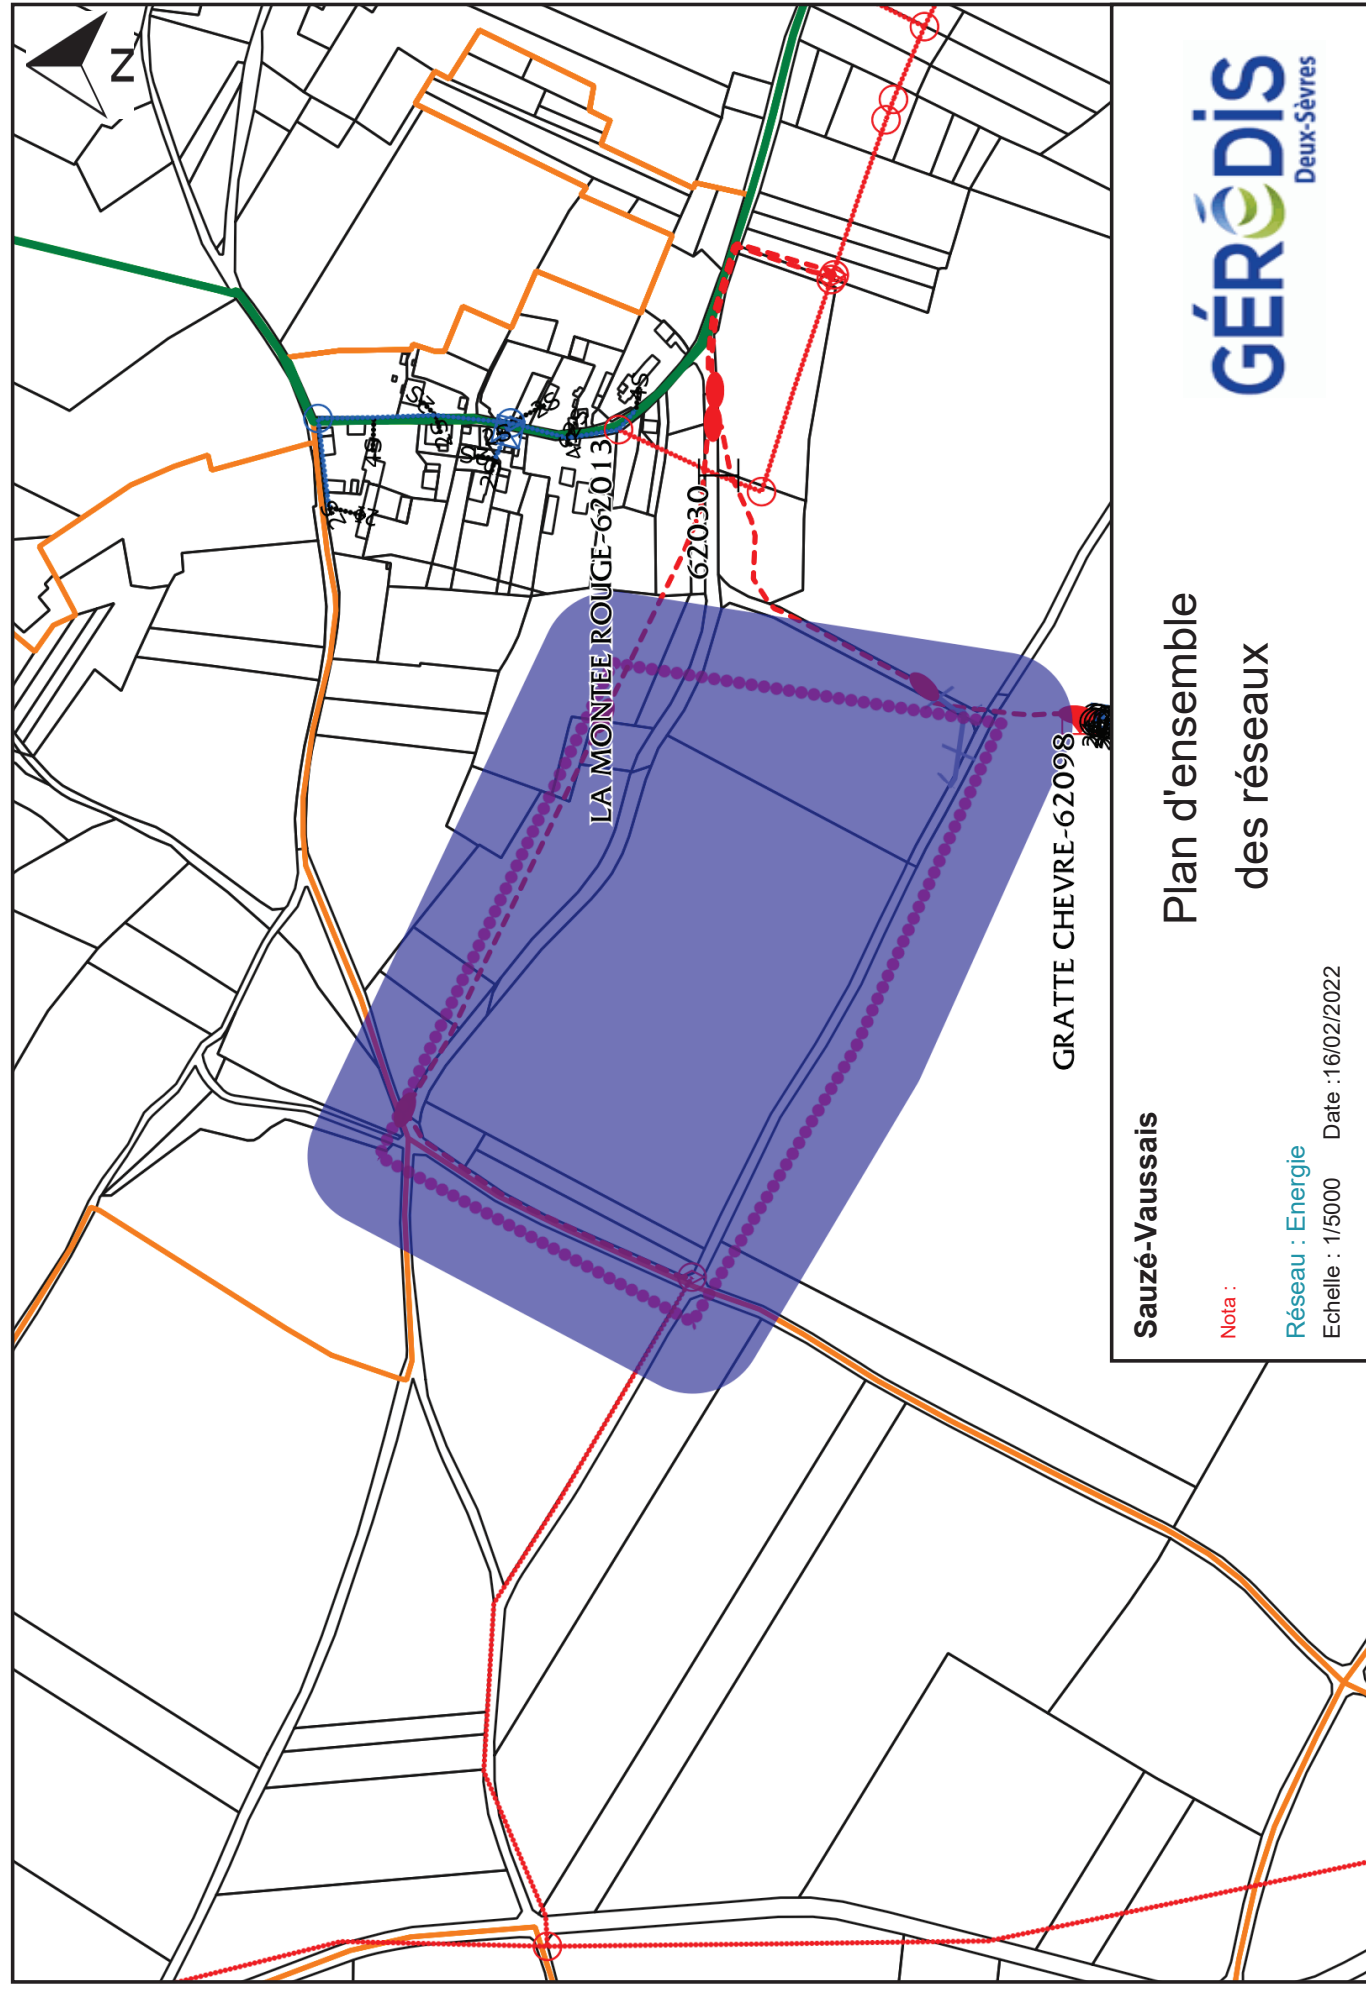 Z
LA MONTEE ROUGE-62013
62030
GRATTE CHEVRE-62098
4S
GÉRÉDIS
Deux-Sèvres
Plan d'ensemble
des réseaux
Sauzé-Vaussais
Nota :
Réseau : Energie
Echelle : 1/5000 Date :16/02/2022